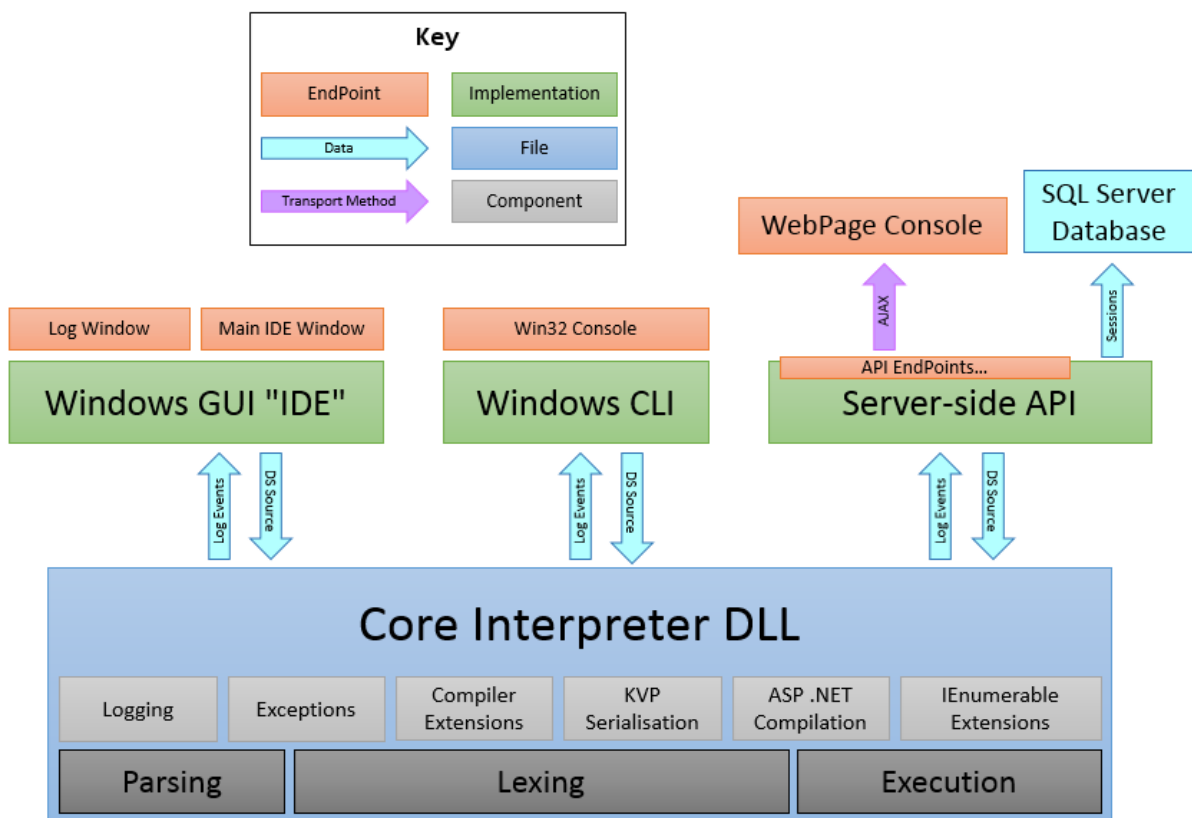 Key
EndPoint
Implementation
Data
File
Transport Method
Component
WebPage Console
SQL Server
Database
AJAX
Sessions
Log Window
Main IDE Window
Win32 Console
API EndPoints...
Windows GUI "IDE"
Windows CLI
Server-side API
Log Events
DS Source
Log Events
DS Source
Log Events
DS Source
Core Interpreter DLL
Logging
Exceptions
Compiler
Extensions
KVP
Serialisation
ASP .NET
Compilation
IEnumerable
Extensions
Parsing
Lexing
Execution